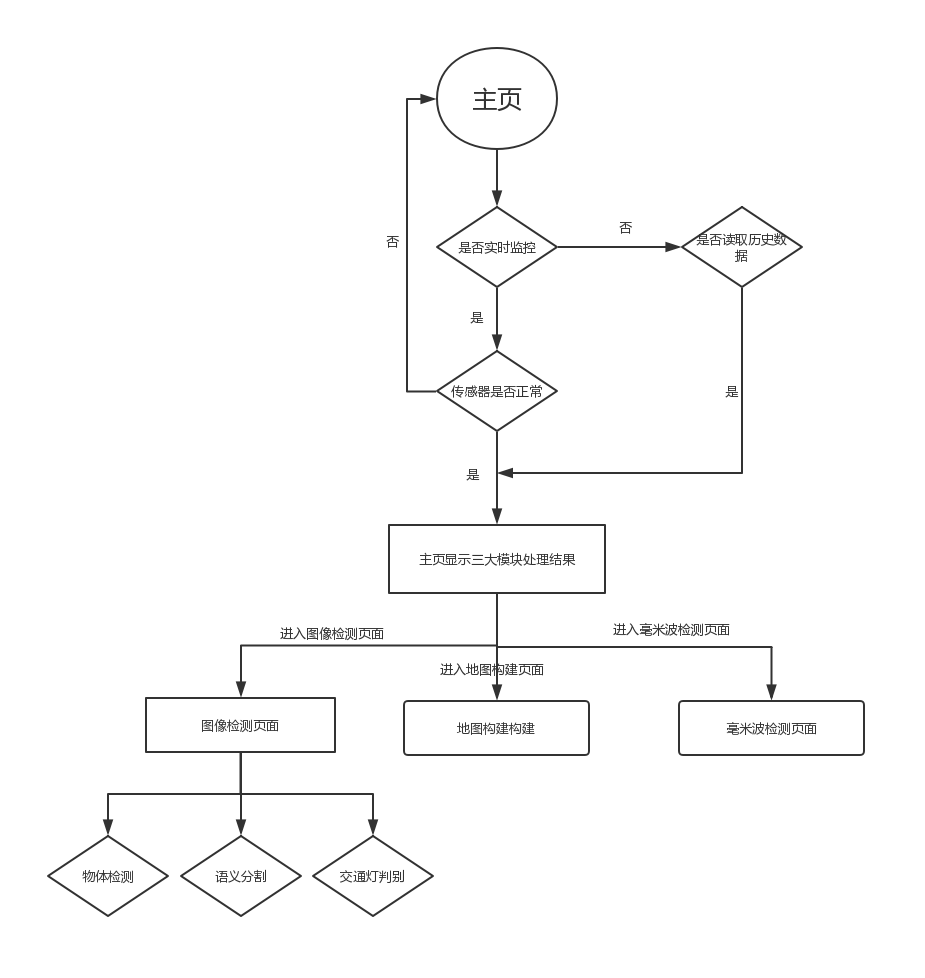 主页
否
否
是否实时监控
是否读取历史数
据
是
传感器是否正常
是
是
主页显示三大模块处理结果
进入图像检测页面
进入毫米波检测页面
进入地图构建页面
图像检测页面
地图构建构建
毫米波检测页面
物体检测
语义分割
交通灯判别